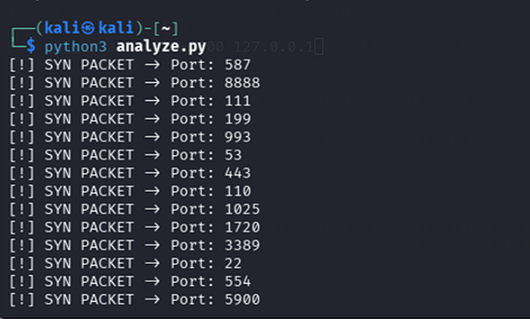 ┌──(kali㉿kali)-[~]
└─$ python3 analyze.py00 127.0.0.1
[!] SYN PACKET → Port: 587
[!] SYN PACKET → Port: 8888
[!] SYN PACKET → Port: 111
[!] SYN PACKET → Port: 199
[!] SYN PACKET → Port: 993
[!] SYN PACKET → Port: 53
[!] SYN PACKET → Port: 443
[!] SYN PACKET → Port: 110
[!] SYN PACKET → Port: 1025
[!] SYN PACKET → Port: 1720
[!] SYN PACKET → Port: 3389
[!] SYN PACKET → Port: 22
[!] SYN PACKET → Port: 554
[!] SYN PACKET → Port: 5900